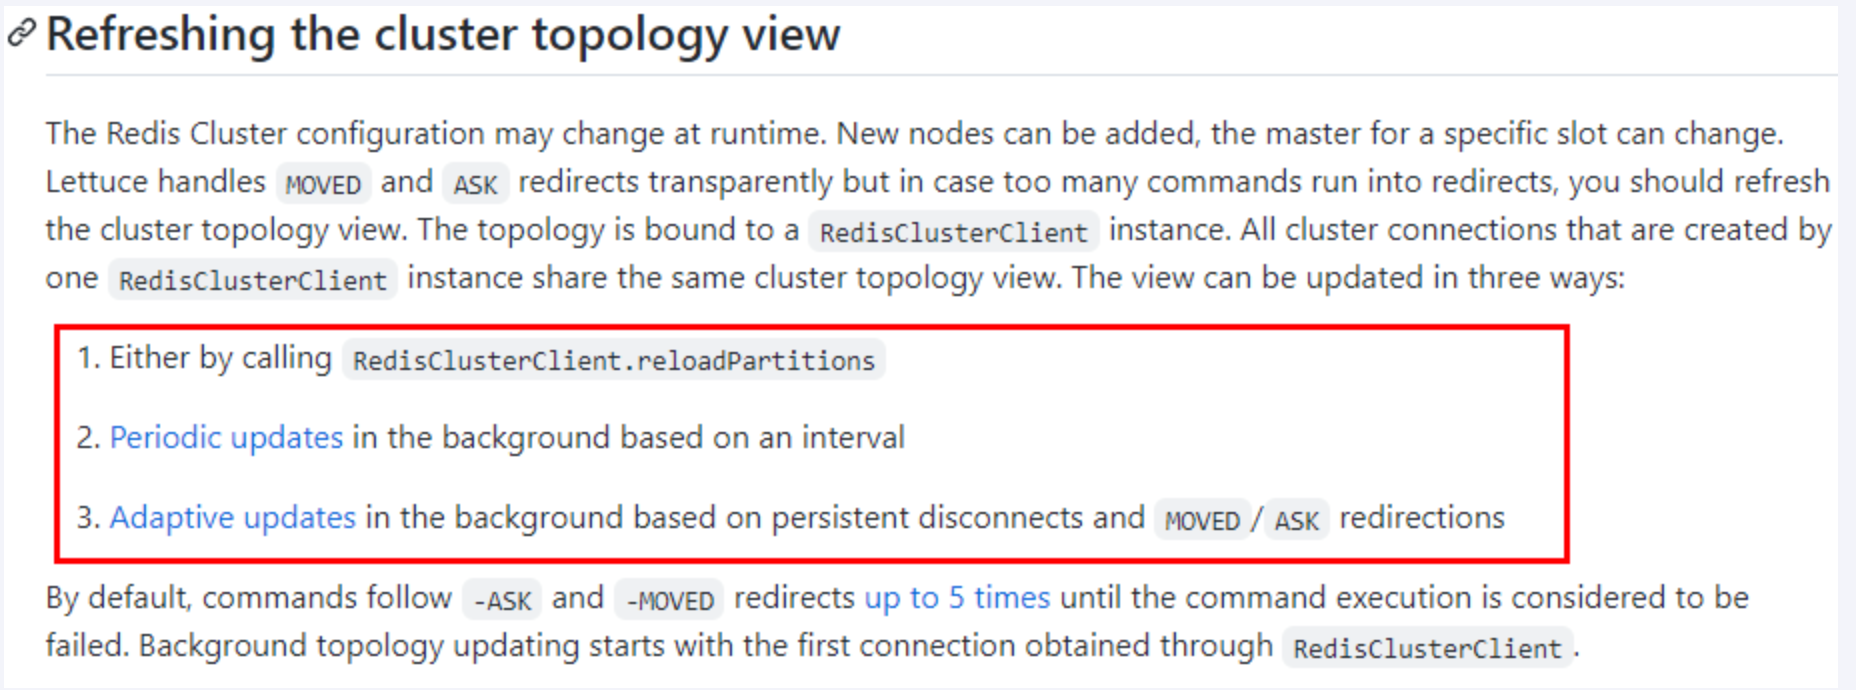 Refreshing the cluster topology view
The Redis Cluster configuration may change at runtime. New nodes can be added, the master for a specific slot can change.
Lettuce handles MOVED and ASK redirects transparently but in case too many commands run into redirects, you should refresh
the cluster topology view. The topology is bound to a RedisClusterClient instance. All cluster connections that are created by
one RedisClusterClient instance share the same cluster topology view. The view can be updated in three ways:
1. Either by calling RedisClusterClient.reloadPartitions
2. Periodic updates in the background based on an interval
3. Adaptive updates in the background based on persistent disconnects and MOVED/ASK redirections
By default, commands follow -ASK and -MOVED redirects up to 5 times until the command execution is considered to be
failed. Background topology updating starts with the first connection obtained through RedisClusterClient.